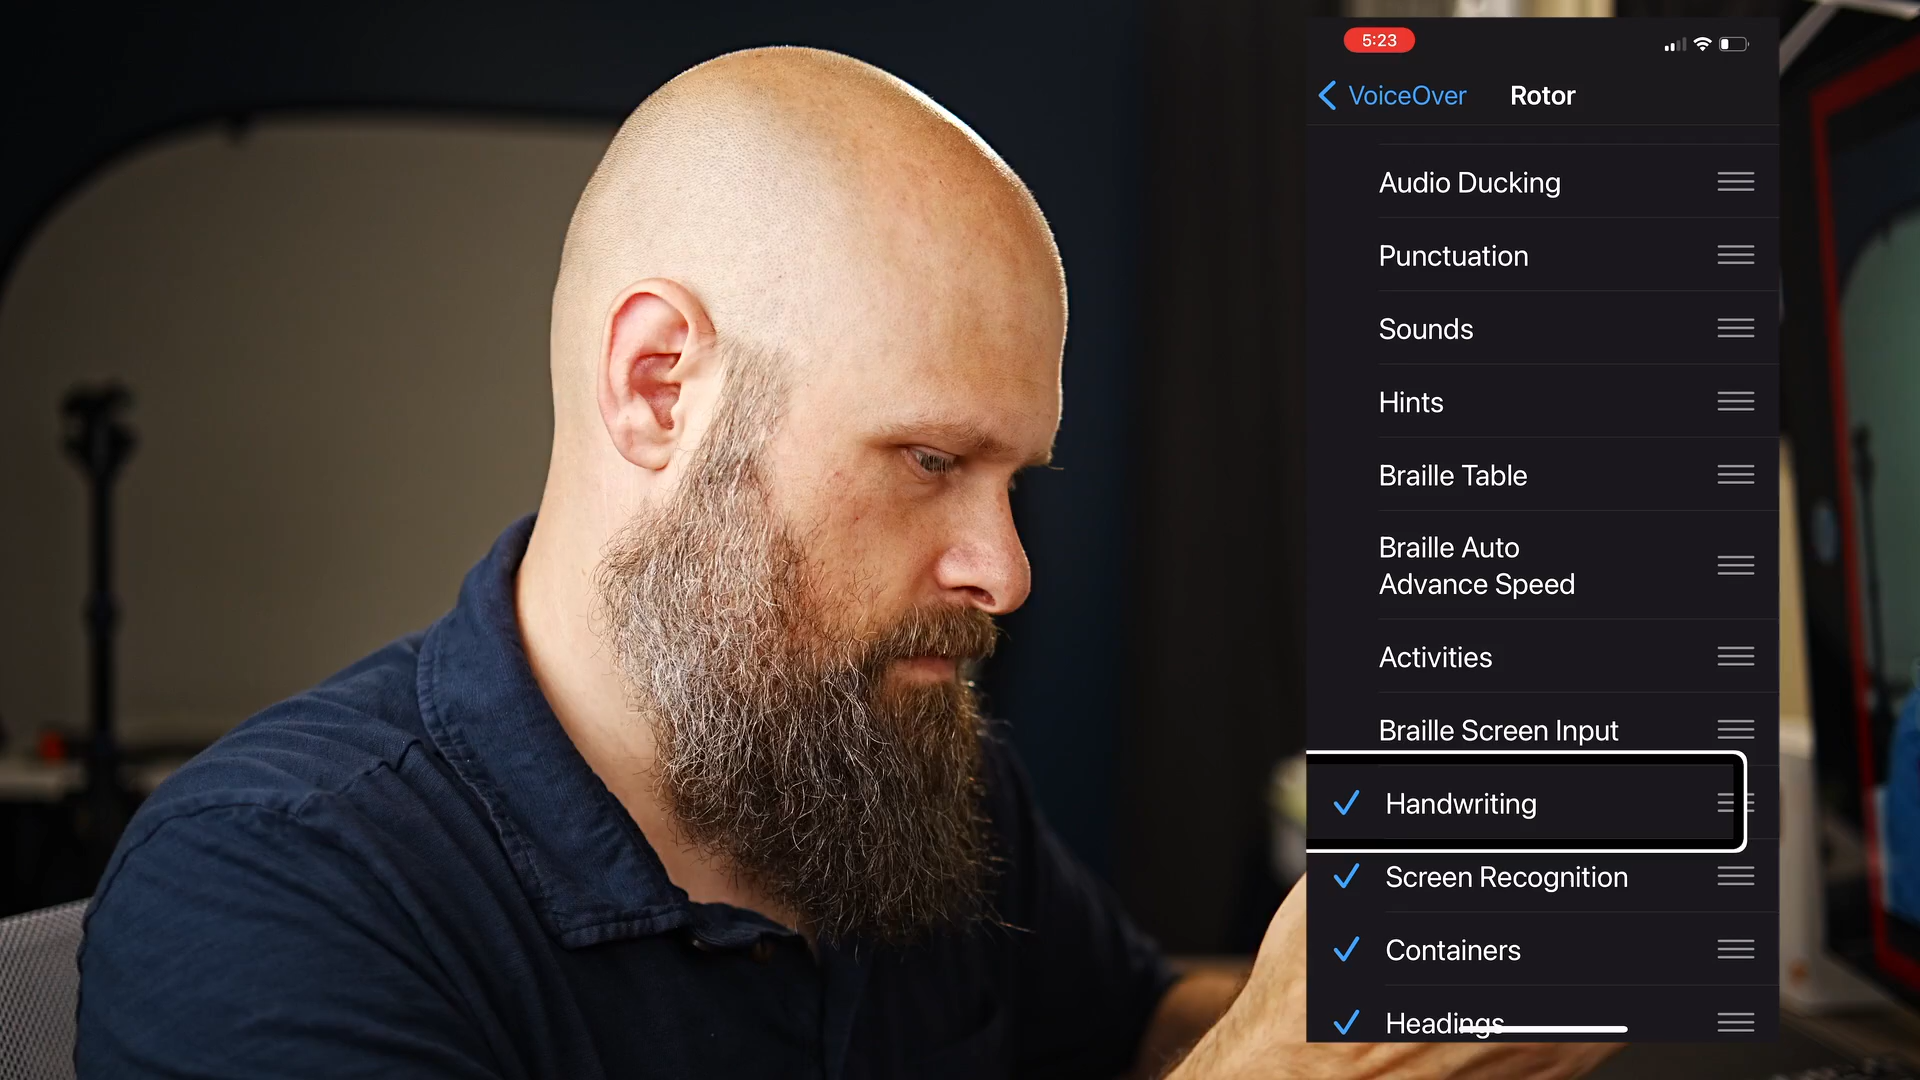 5:23
VoiceOver Rotor
Audio Ducking
Punctuation
Sounds
Hints
Braille Table
Braille Auto
Advance Speed
Activities
Braille Screen Input
Handwriting
Screen Recognition
Containers
Headings